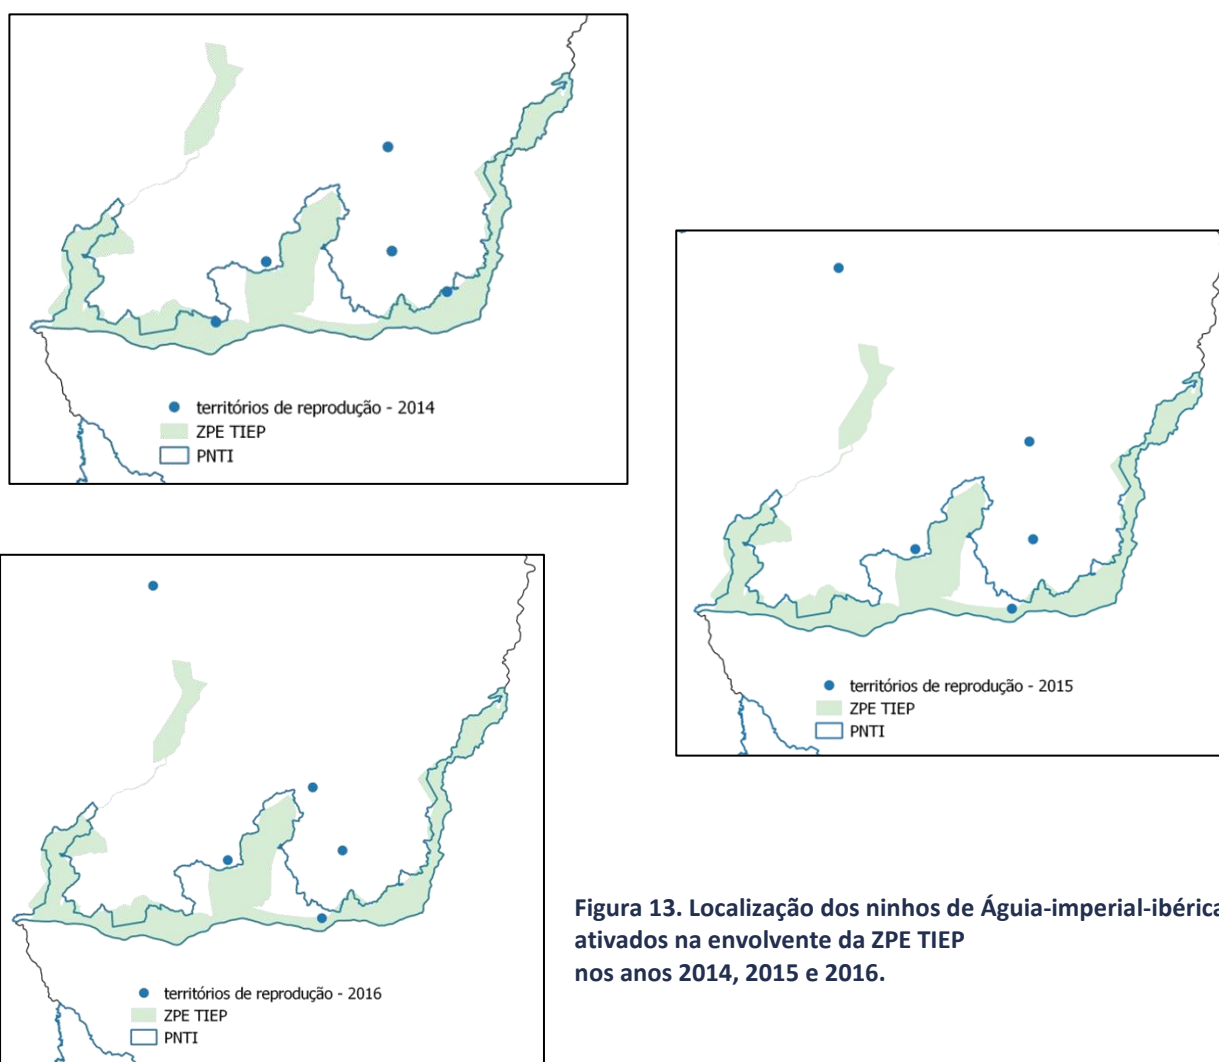 territórios de reprodução - 2014
ZPE TIEP
PNTI
territórios de reprodução - 2015
ZPE TIEP
PNTI
territórios de reprodução - 2016
ZPE TIEP
PNTI
Figura 13. Localização dos ninhos de Águia-imperial-ibérica
ativados na envolvente da ZPE TIEP
nos anos 2014, 2015 e 2016.